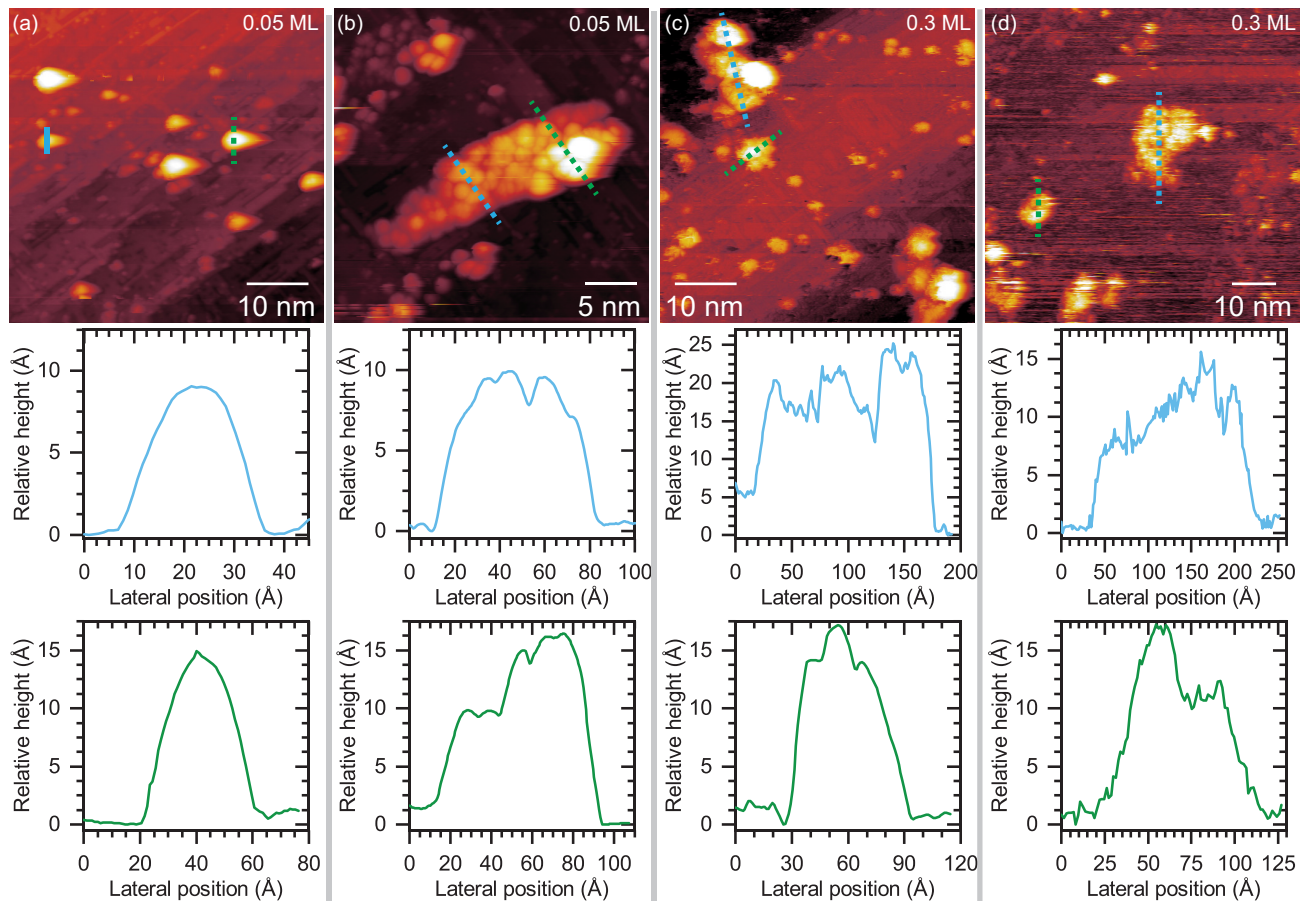 (a) 0.05 ML
10 nm
(b) 0.05 ML
5 nm
(c) 0.3 ML
10 nm
(d) 0.3 ML
10 nm
Relative height (Å)
10
5
0
0 10 20 30 40
Lateral position (Å)
Relative height (Å)
10
5
0
0 20 40 60 80 100
Lateral position (Å)
Relative height (Å)
25
20
15
10
5
0
0 50 100 150 200
Lateral position (Å)
Relative height (Å)
15
10
5
0
0 50 100 150 200 250
Lateral position (Å)
Relative height (Å)
15
10
5
0
0 20 40 60 80
Lateral position (Å)
Relative height (Å)
15
10
5
0
0 20 40 60 80 100
Lateral position (Å)
Relative height (Å)
15
10
5
0
0 30 60 90 120
Lateral position (Å)
Relative height (Å)
15
10
5
0
0 25 50 75 100 125
Lateral position (Å)